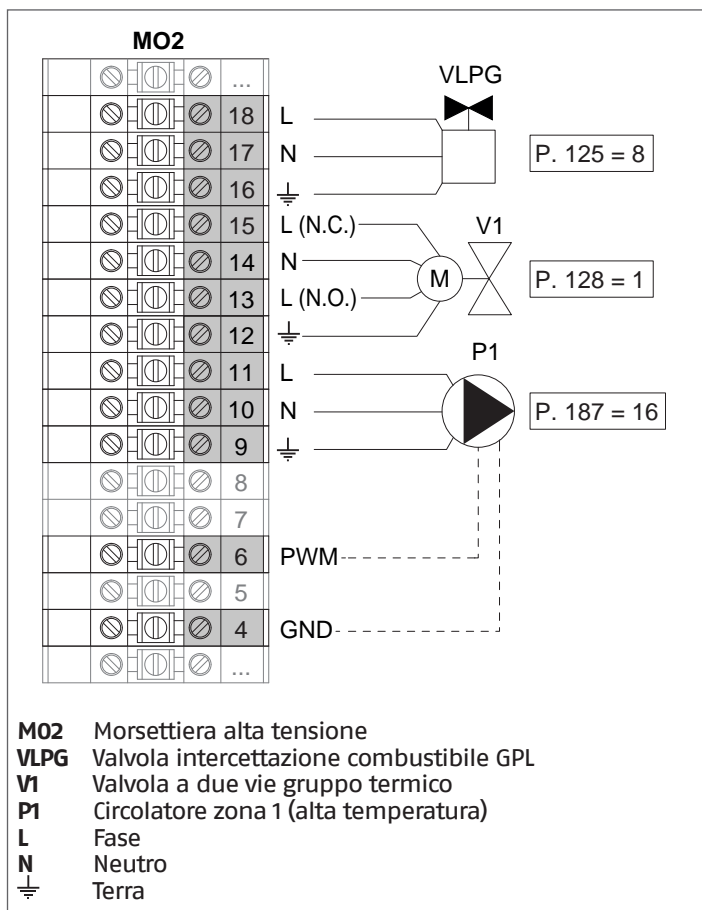 MO2
...
VLPG
18 L
17 N P. 125 = 8
16
15 L (N.C.) V1
14 N M P. 128 = 1
13 L (N.O.)
12
P1
11 L
10 N P. 187 = 16
9
8
7
6 PWM
5
4 GND
...
M02 Morsettiera alta tensione
VLPG Valvola intercettazione combustibile GPL
V1 Valvola a due vie gruppo termico
P1 Circolatore zona 1 (alta temperatura)
L Fase
N Neutro
⏚ Terra